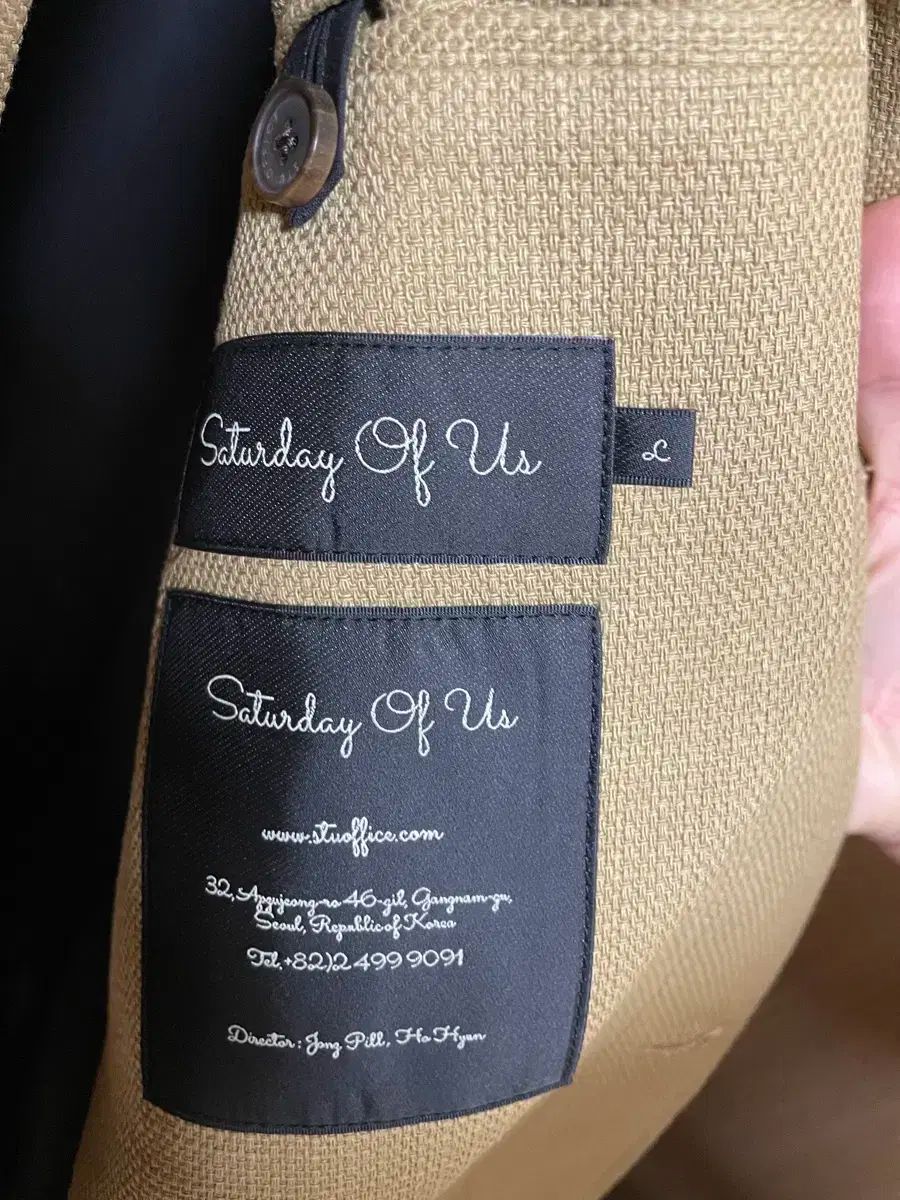 Saturday Of Us
L
Saturday Of Us
www.stuoffice.com
32, Apgujeong-ro 46-gil, Gangnam-gu,
Seoul, Republic of Korea
Tel.+82)2 499 9091
Director: Jong Pill, Ha Hyun